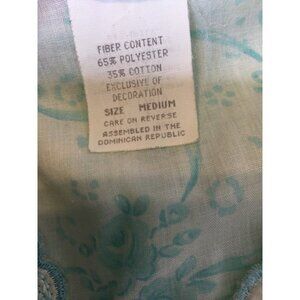 FIBER CONTENT
65% POLYESTER
35% COTTON
EXCLUSIVE OF
DECORATION
SIZE MEDIUM
CARE ON REVERSE
ASSEMBLED IN THE
DOMINICAN REPUBLIC